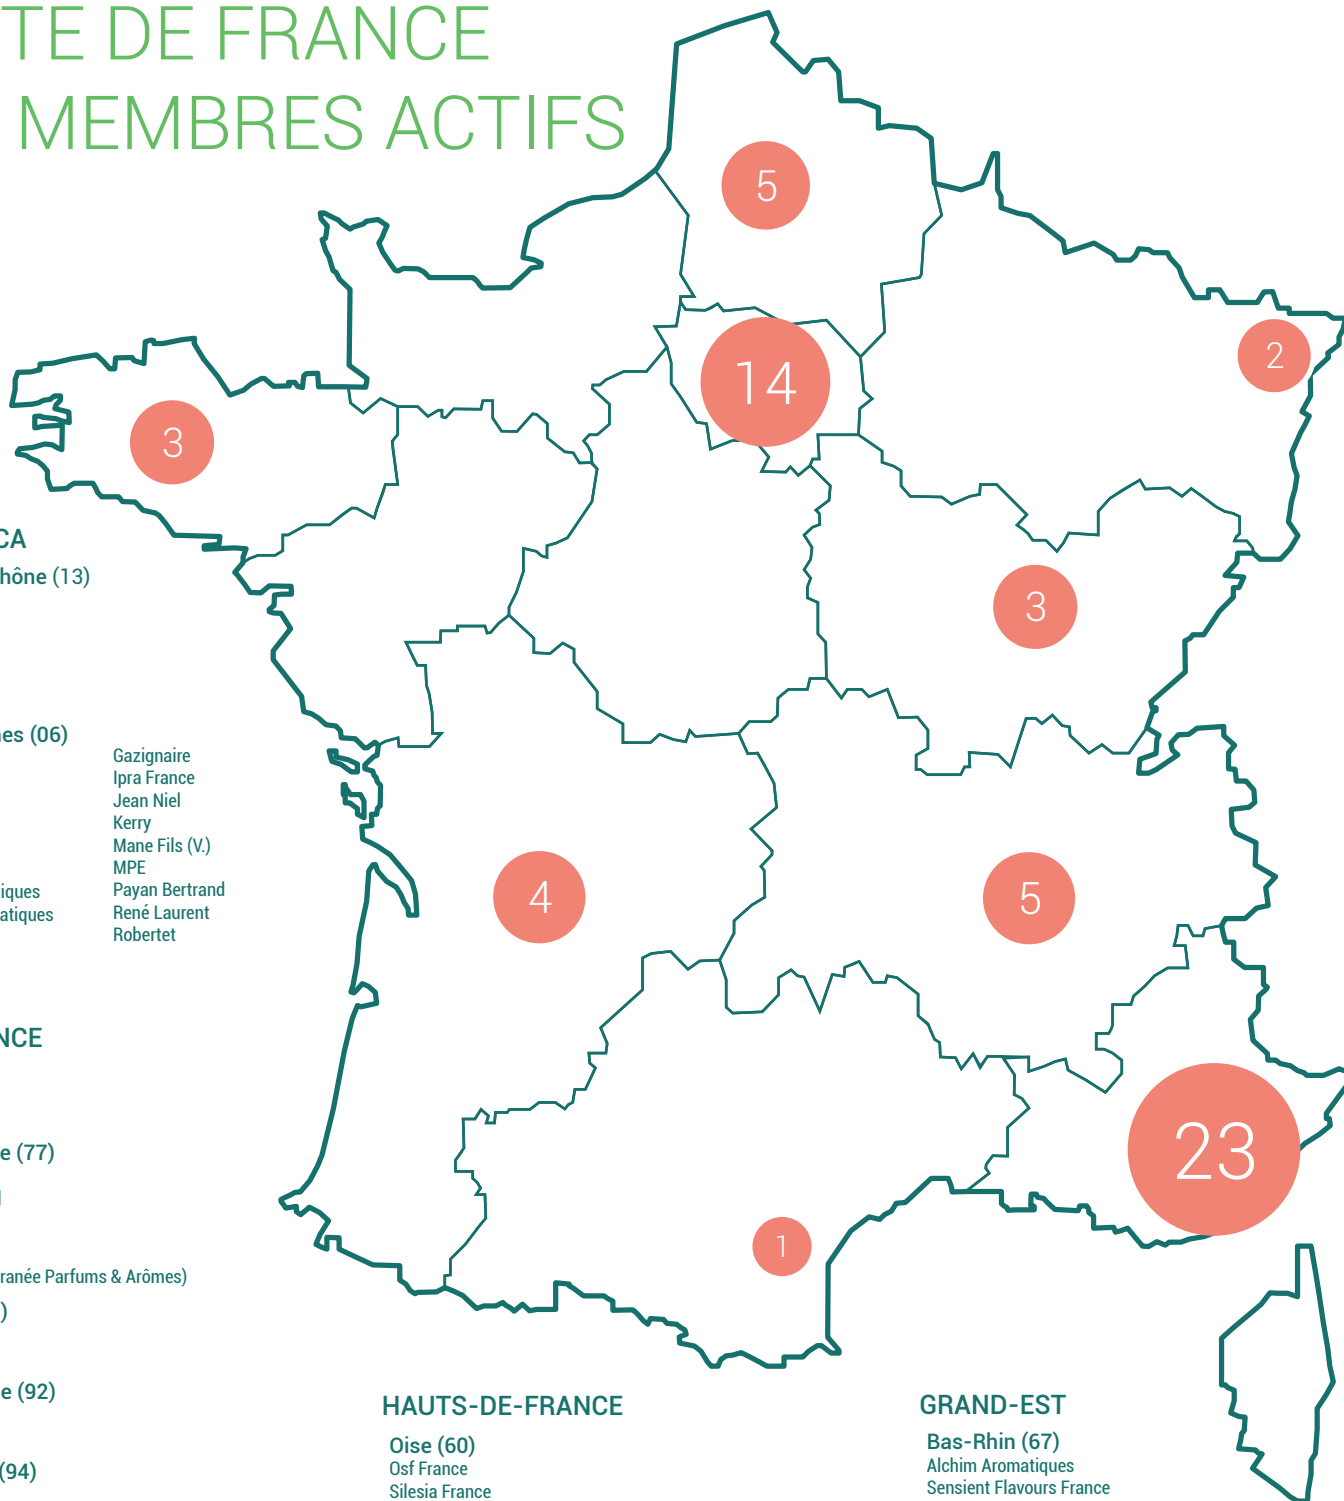 TE DE FRANCE
MEMBRES ACTIFS
5
14
2
3
3
4
5
23
1
CA
hône (13)
nes (06)
Gazignaire
Ipra France
Jean Niel
Kerry
Mane Fils (V.)
MPE
Payan Bertrand
René Laurent
Robertet
iques
atiques
NCE
e (77)
ranée Parfums & Arômes)
)
e (92)
(94)
HAUTS-DE-FRANCE
Oise (60)
Osf France
Silesia France
GRAND-EST
Bas-Rhin (67)
Alchim Aromatiques
Sensient Flavours France